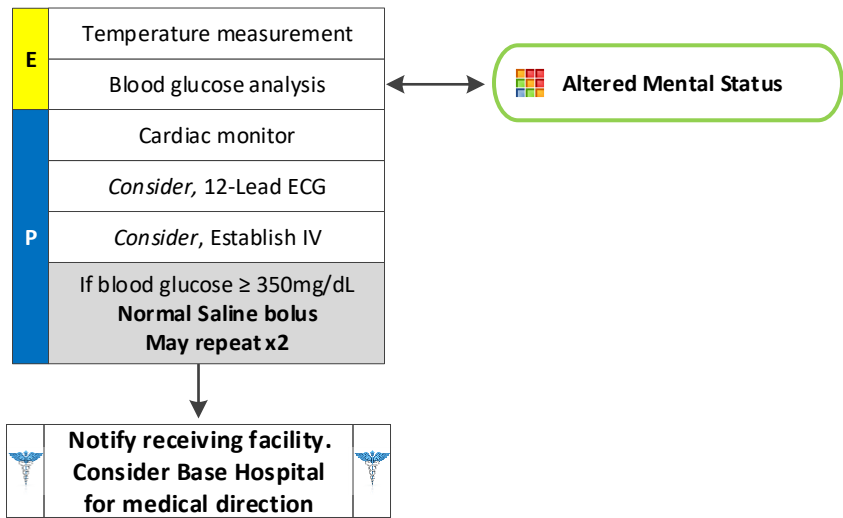 E
Temperature measurement
Blood glucose analysis
Altered Mental Status
P
Cardiac monitor
Consider, 12-Lead ECG
Consider, Establish IV
If blood glucose ≥ 350mg/dL
Normal Saline bolus
May repeat x2
Notify receiving facility.
Consider Base Hospital
for medical direction